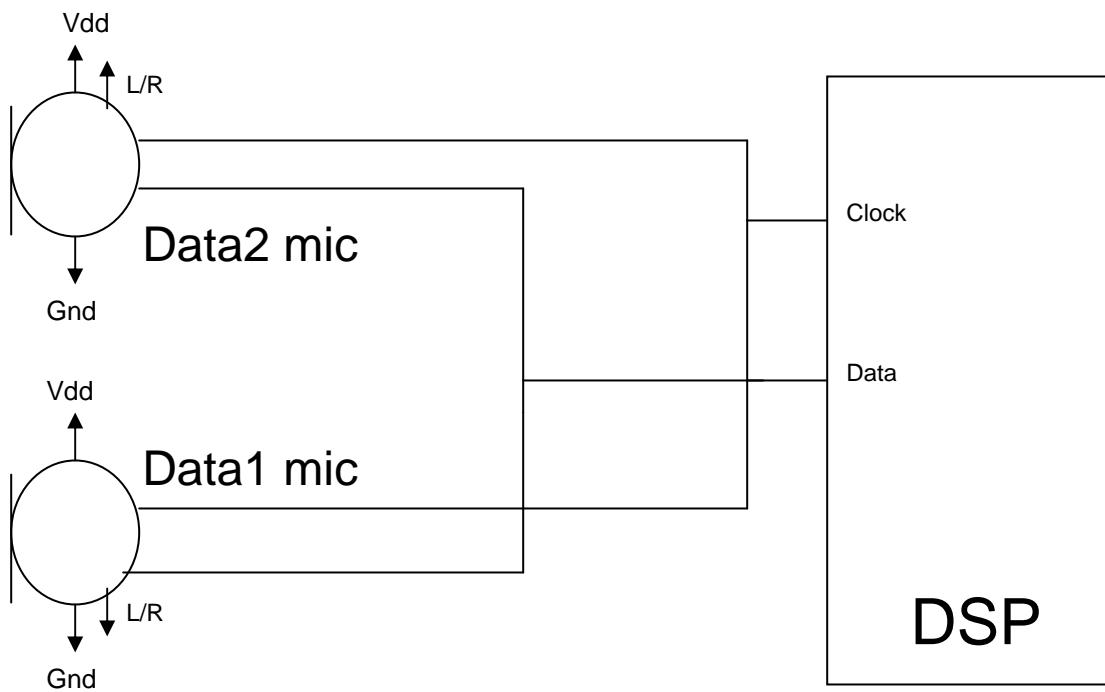 Vdd
L/R
Clock
Data2 mic
Gnd
Data
Vdd
Data1 mic
L/R
DSP
Gnd